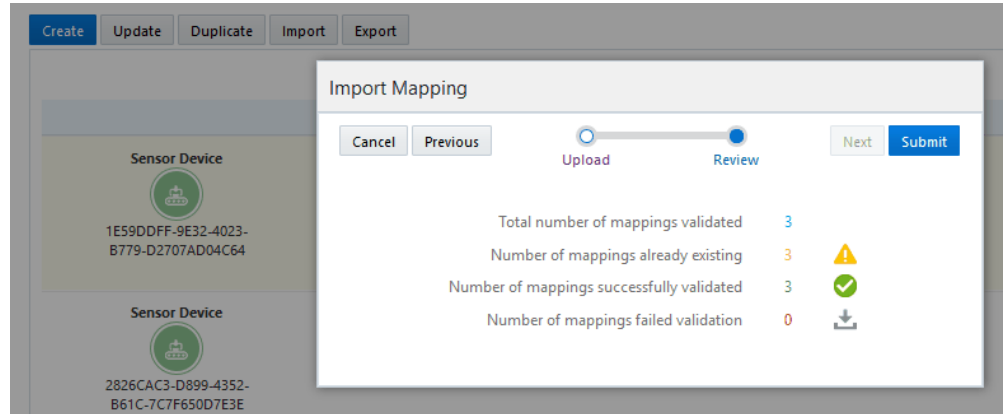 Create Update Duplicate Import Export
Import Mapping
Cancel Previous Next Submit
Upload Review
Sensor Device
1E59DDFF-9E32-4023-
B779-D2707AD04C64
Total number of mappings validated 3
Number of mappings already existing 3
Number of mappings successfully validated 3
Number of mappings failed validation 0
Sensor Device
2826CAC3-D899-4352-
B61C-7C7F650D7E3E